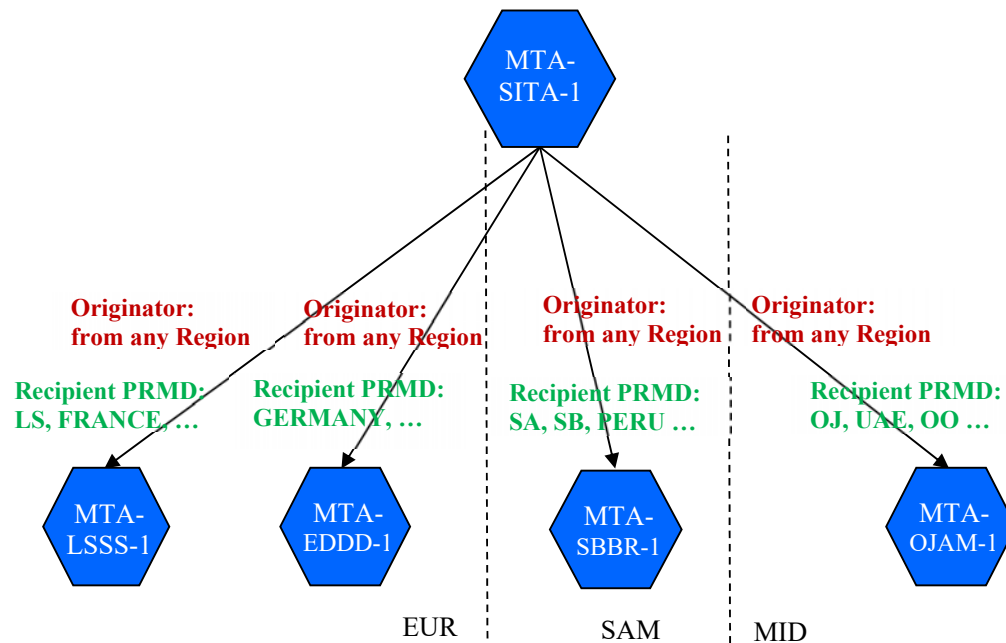 MTA-
SITA-1
Originator:
from any Region
Originator:
from any Region
Originator:
from any Region
Originator:
from any Region
Recipient PRMD:
LS, FRANCE, …
Recipient PRMD:
GERMANY, …
Recipient PRMD:
SA, SB, PERU …
Recipient PRMD:
OJ, UAE, OO …
MTA-
LSSS-1
MTA-
EDDD-1
MTA-
SBBR-1
MTA-
OJAM-1
EUR
SAM
MID